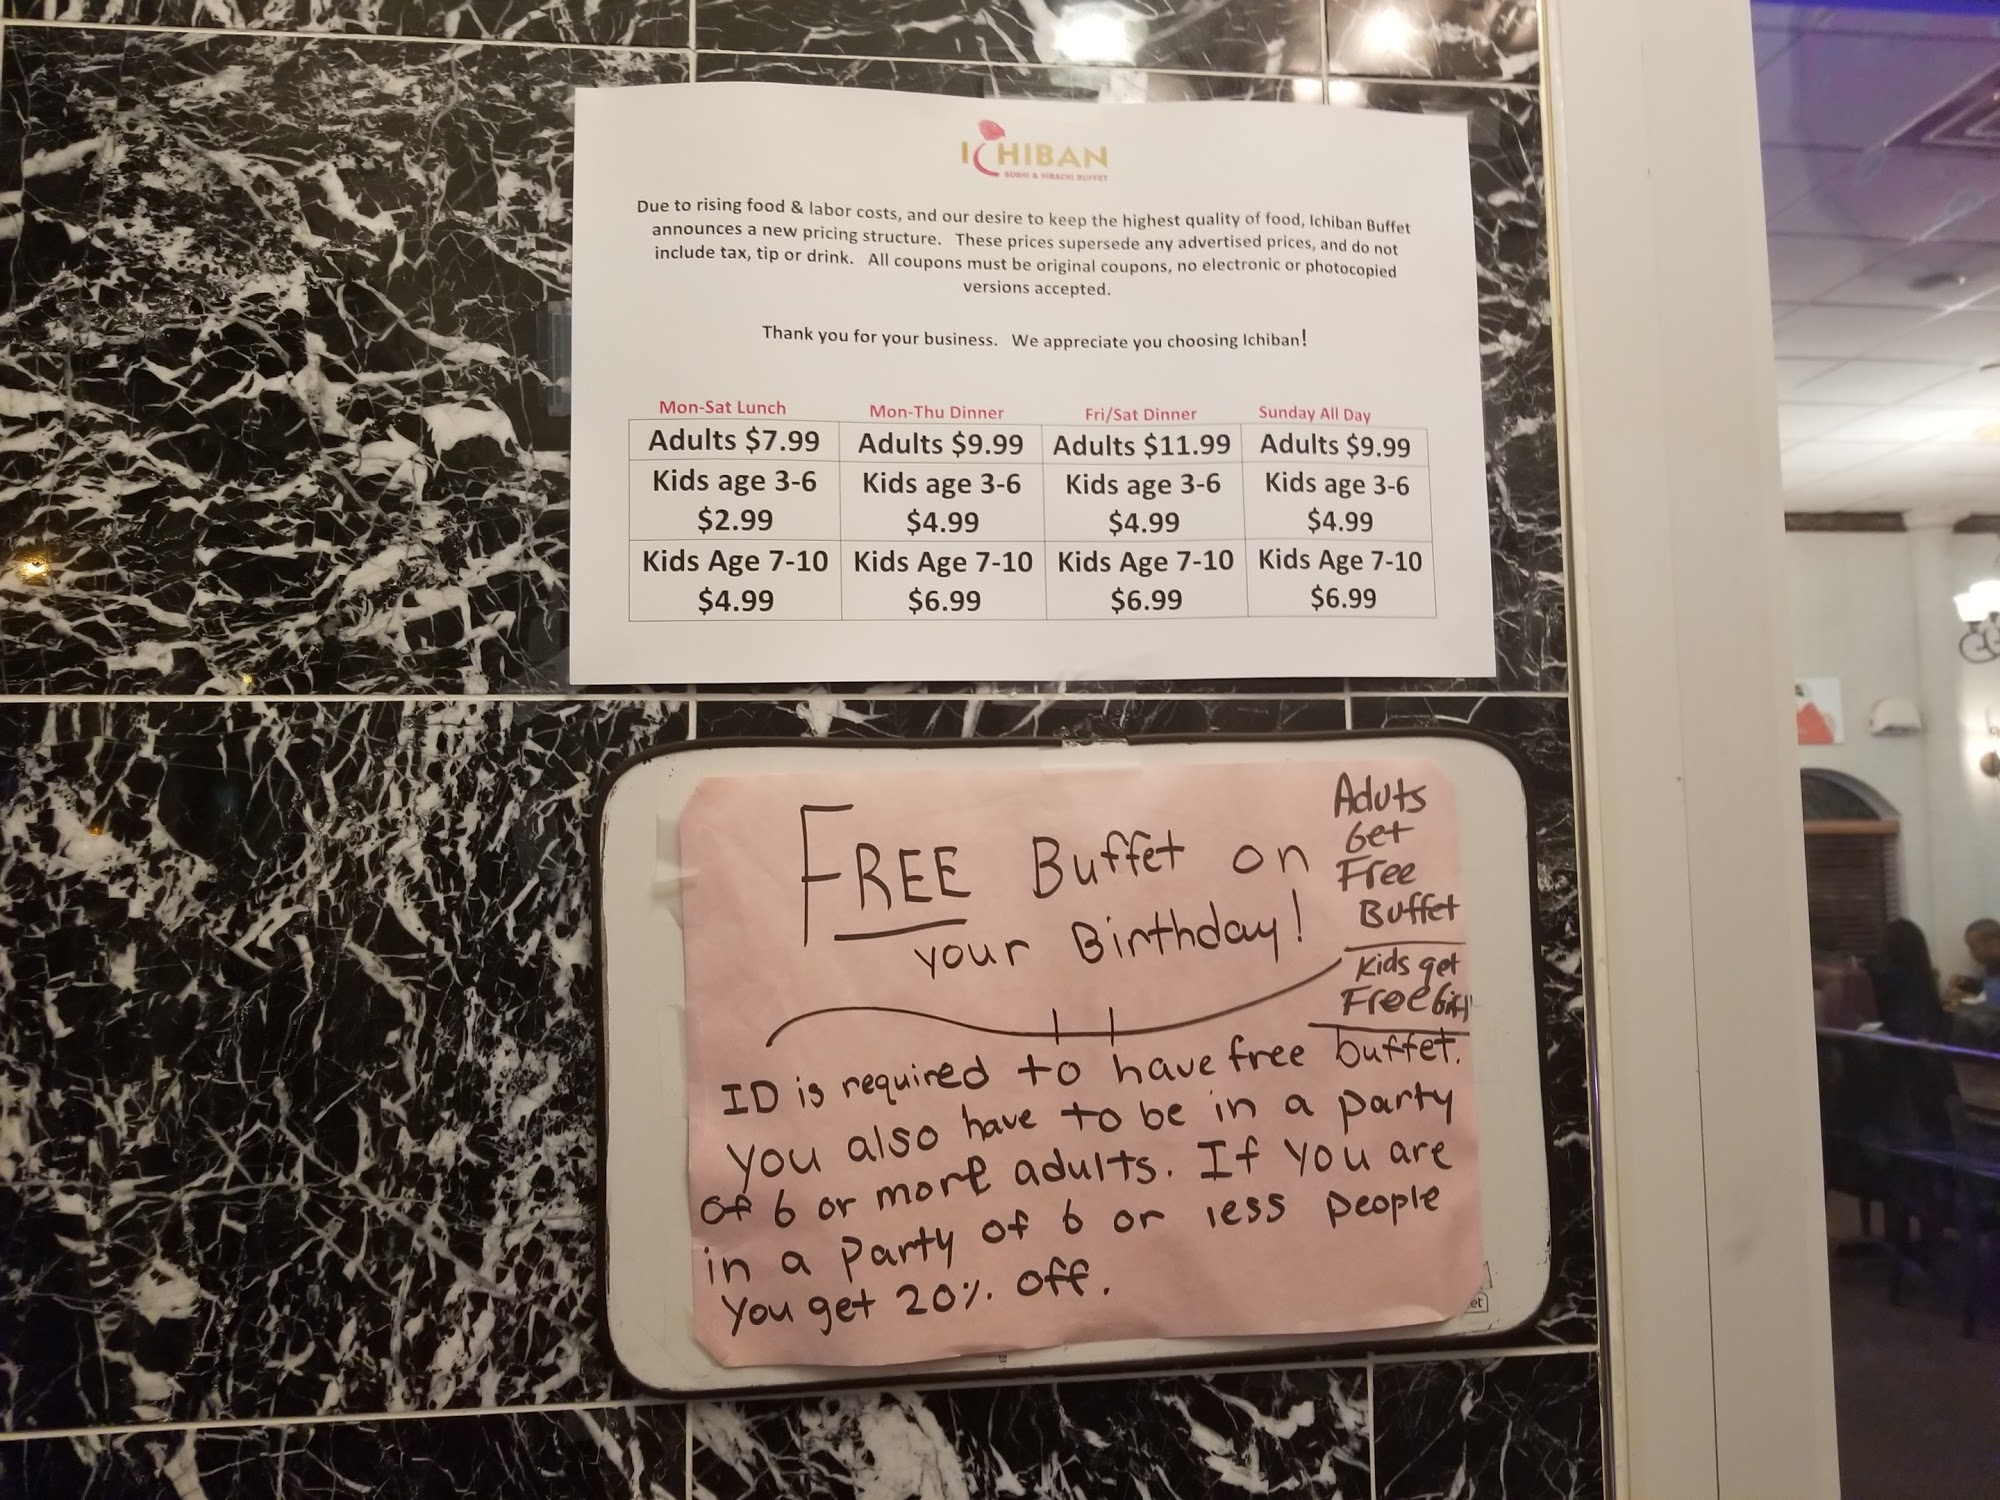 ICHIBAN
SUSHI & HIBACHI BUFFET
Due to rising food & labor costs, and our desire to keep the highest quality of food, Ichiban Buffet
announces a new pricing structure. These prices supersede any advertised prices, and do not
include tax, tip or drink. All coupons must be original coupons, no electronic or photocopied
versions accepted.
Thank you for your business. We appreciate you choosing Ichiban!
Mon-Sat Lunch Mon-Thu Dinner Fri/Sat Dinner Sunday All Day
Adults $7.99 Adults $9.99 Adults $11.99 Adults $9.99
Kids age 3-6 Kids age 3-6 Kids age 3-6 Kids age 3-6
$2.99 $4.99 $4.99 $4.99
Kids Age 7-10 Kids Age 7-10 Kids Age 7-10 Kids Age 7-10
$4.99 $6.99 $6.99 $6.99
FREE Buffet on
your Birthday!
Aduts
Get
Free
Buffet
Kids get
Free
ID is required to have free buffet.
You also have to be in a party
of 6 or more adults. If you are
in a party of 6 or less people
you get 20% off.
et